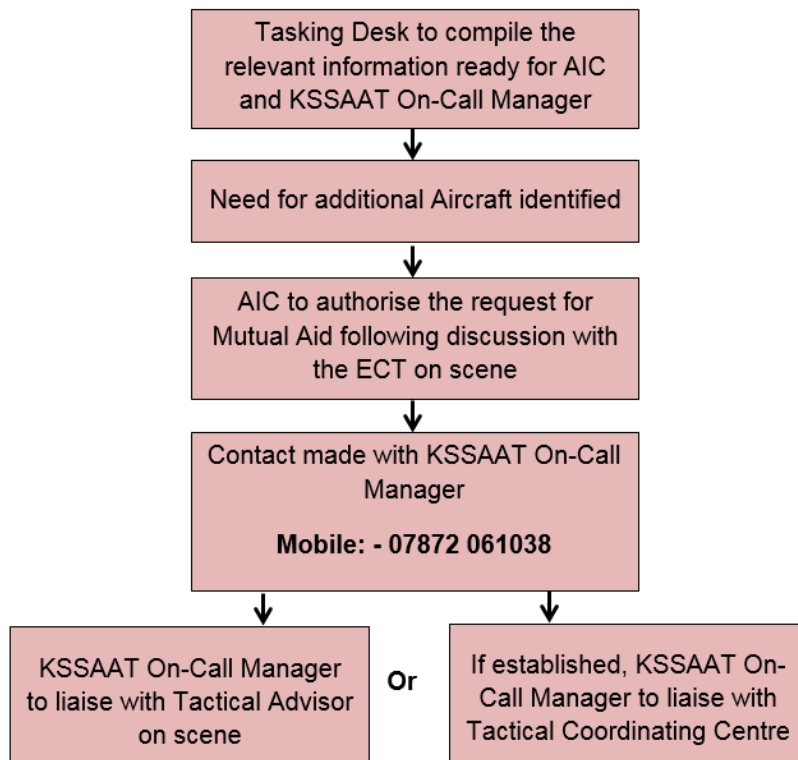 Tasking Desk to compile the
relevant information ready for AIC
and KSSAAT On-Call Manager
Need for additional Aircraft identified
AIC to authorise the request for
Mutual Aid following discussion with
the ECT on scene
Contact made with KSSAAT On-Call
Manager
Mobile: - 07872 061038
KSSAAT On-Call Manager
to liaise with Tactical Advisor
on scene
Or
If established, KSSAAT On-
Call Manager to liaise with
Tactical Coordinating Centre